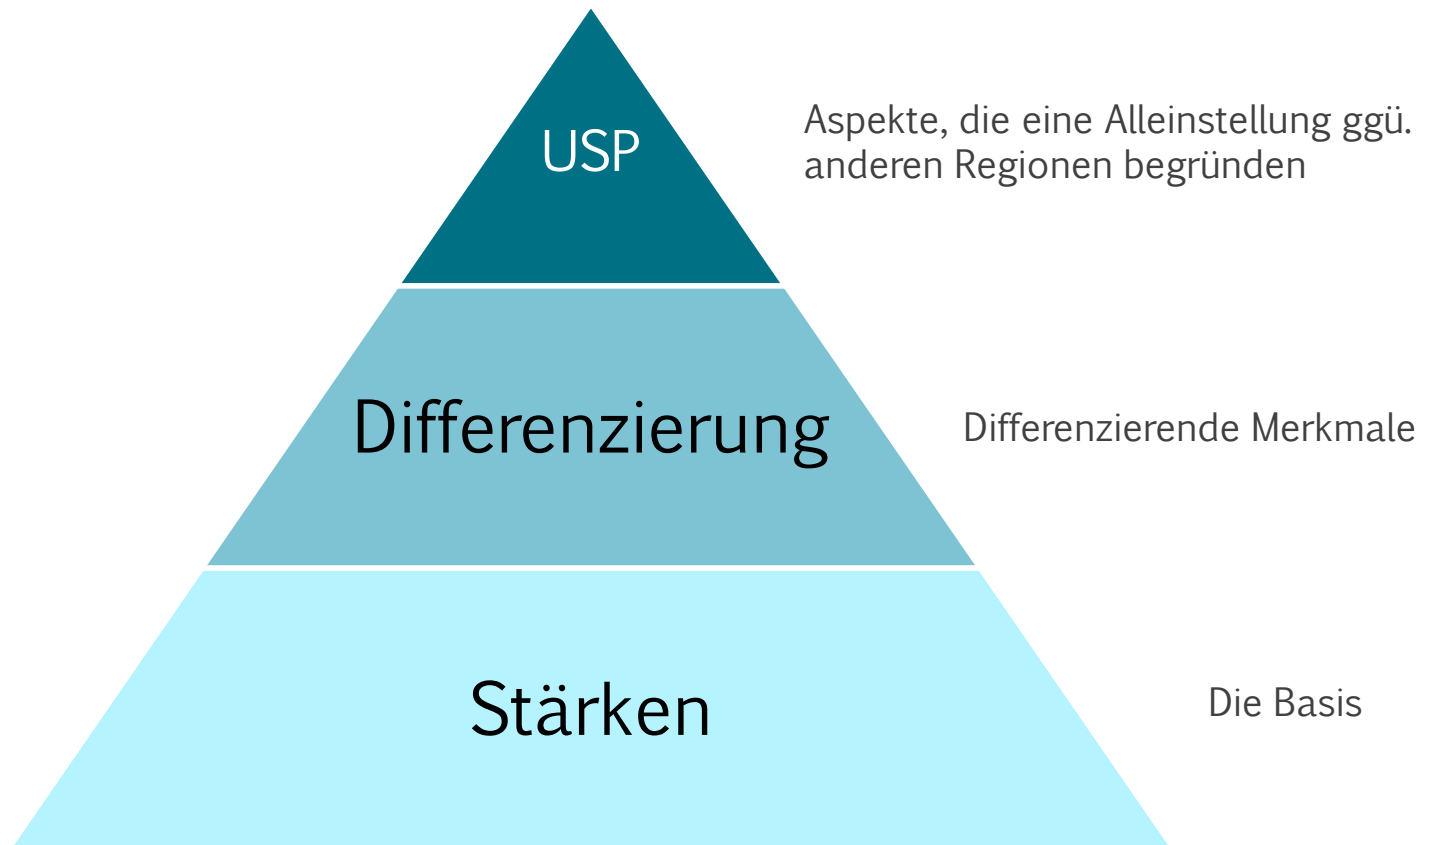 USP
Aspekte, die eine Alleinstellung ggü.
anderen Regionen begründen
Differenzierung
Differenzierende Merkmale
Stärken
Die Basis